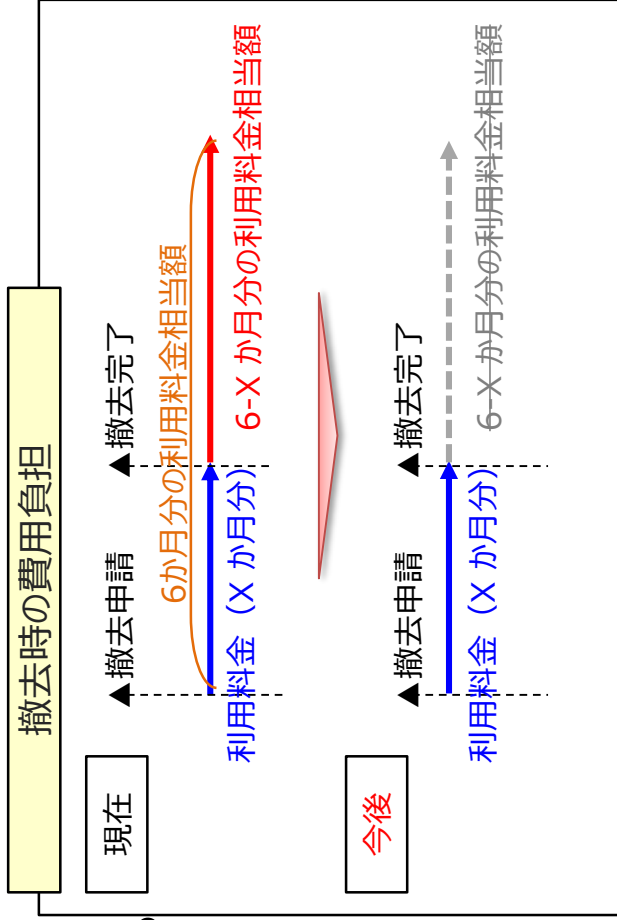 撤去時の費用負担
現在
▲撤去申請
▲撤去完了
6か月分の利用料金相当額
利用料金（X か月分）
6-X か月分の利用料金相当額
今後
▲撤去申請
▲撤去完了
利用料金（X か月分）
6-X か月分の利用料金相当額